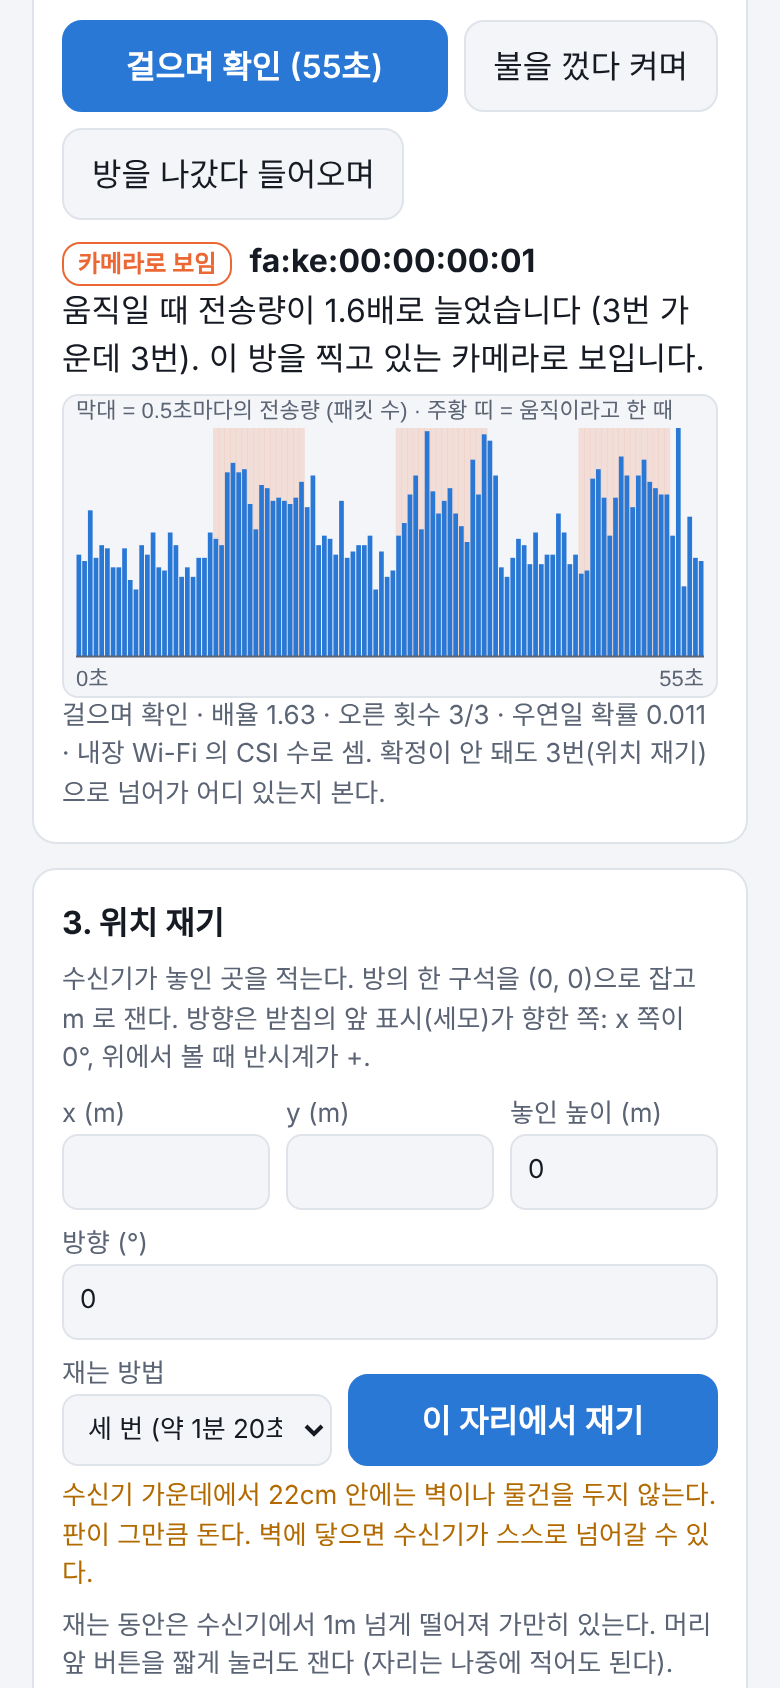 걸으며 확인 (55초)
불을 껐다 켜며
방을 나갔다 들어오며
카메라로 보임 fa:ke:00:00:00:01
움직일 때 전송량이 1.6배로 늘었습니다 (3번 가
운데 3번). 이 방을 찍고 있는 카메라로 보입니다.
막대 = 0.5초마다의 전송량 (패킷 수) · 주황 띠 = 움직이라고 한 때
0초
55초
걸으며 확인 · 배율 1.63 · 오른 횟수 3/3 · 우연일 확률 0.011
· 내장 Wi-Fi 의 CSI 수로 셈. 확정이 안 돼도 3번(위치 재기)
으로 넘어가 어디 있는지 본다.
3. 위치 재기
수신기가 놓인 곳을 적는다. 방의 한 구석을 (0, 0)으로 잡고
m 로 잰다. 방향은 받침의 앞 표시(세모)가 향한 쪽: x 쪽이
0°, 위에서 볼 때 반시계가 +.
x (m)
y (m)
놓인 높이 (m)
0
방향 (°)
0
재는 방법
세 번 (약 1분 20초
이 자리에서 재기
수신기 가운데에서 22cm 안에는 벽이나 물건을 두지 않는다.
판이 그만큼 돈다. 벽에 닿으면 수신기가 스스로 넘어갈 수 있
다.
재는 동안은 수신기에서 1m 넘게 떨어져 가만히 있는다. 머리
앞 버튼을 짧게 눌러도 잰다 (자리는 나중에 적어도 된다).